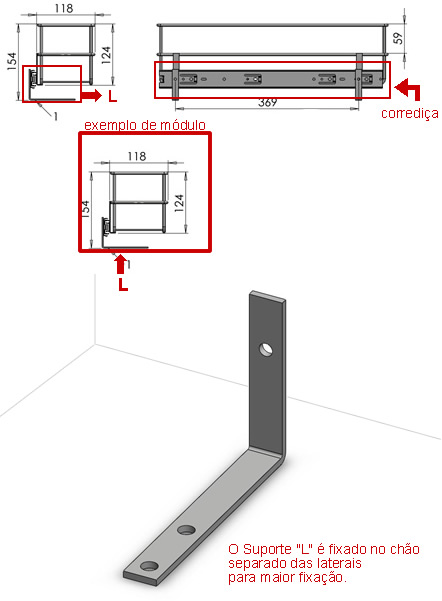 118
154
124
L
1
59
369
corrediça
exemplo de módulo
118
154
124
1
L
O Suporte "L" é fixado no chão
separado das laterais
para maior fixação.